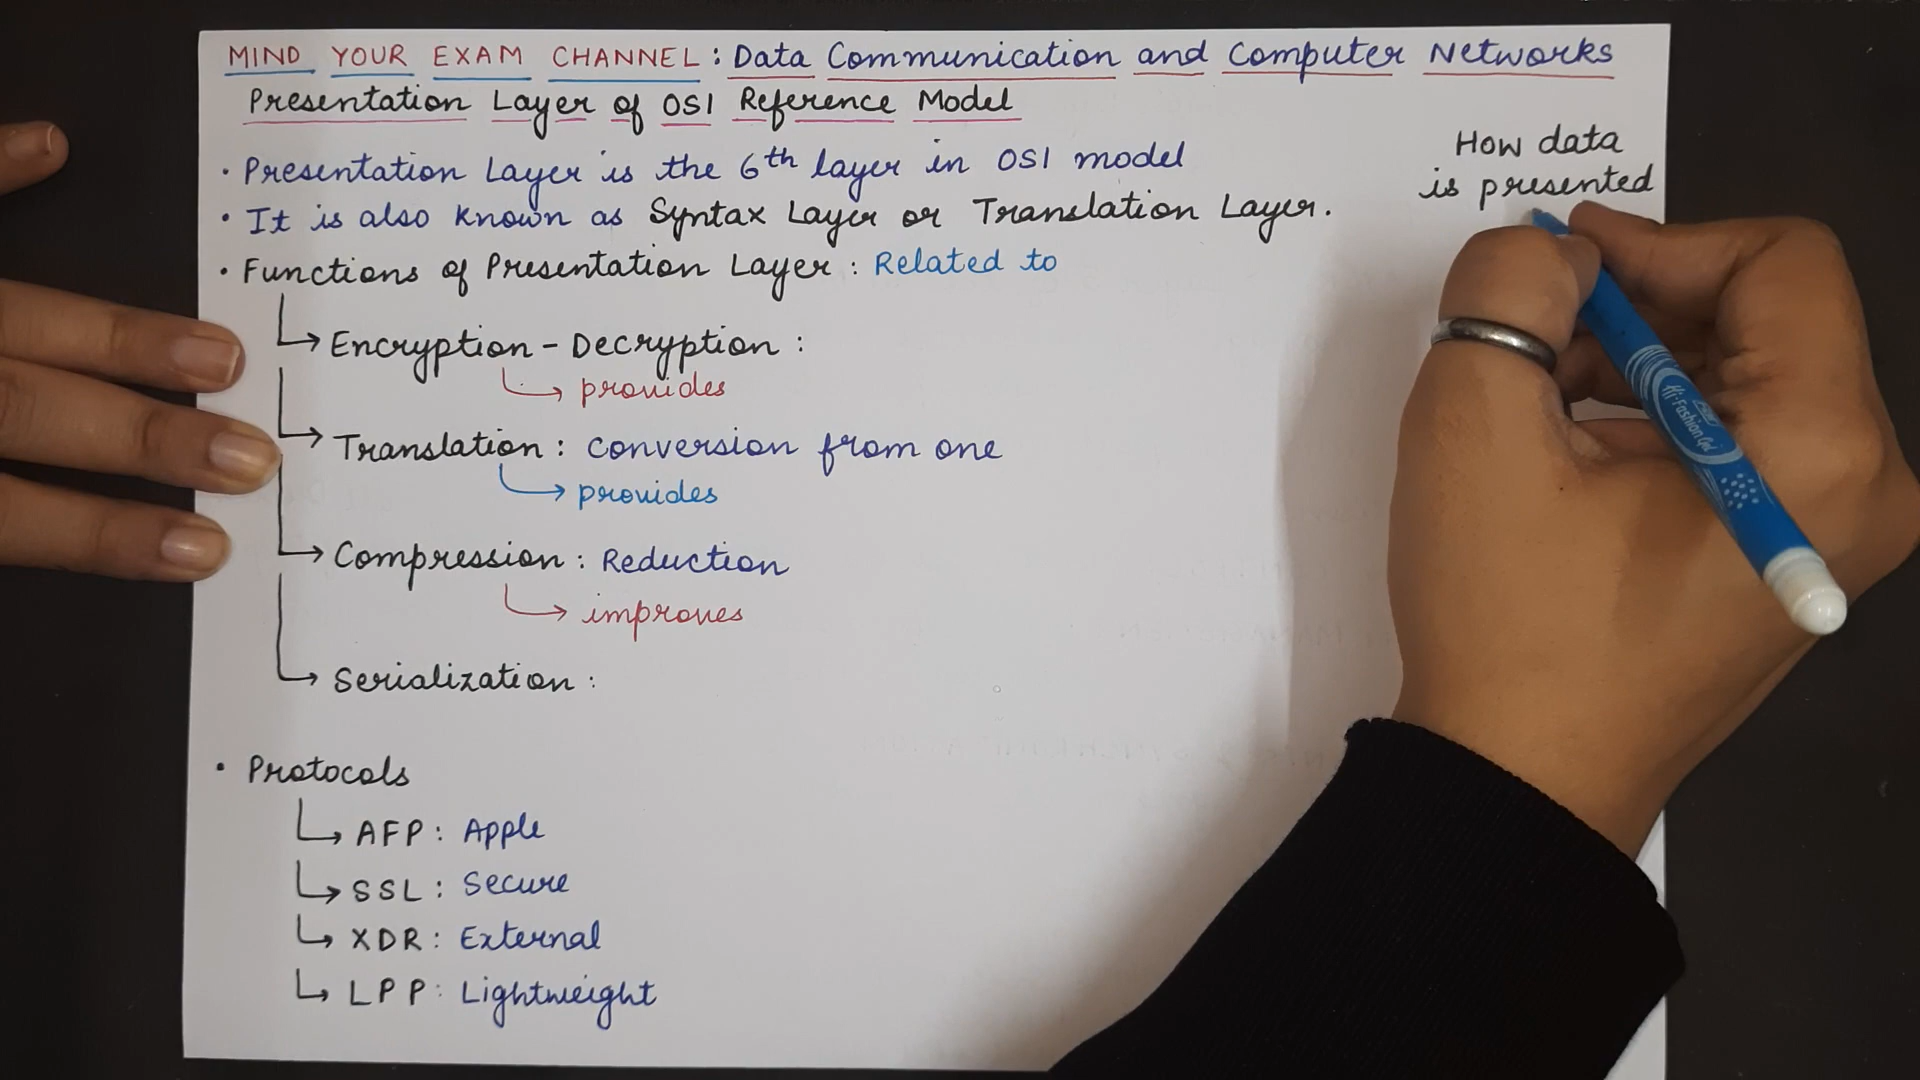 MIND YOUR EXAM CHANNEL : Data Communication and Computer Networks
Presentation Layer of OSI Reference Model
• Presentation Layer is the 6th layer in OSI model
• It is also known as Syntax Layer or Translation Layer.
How data
is presented
• Functions of Presentation Layer : Related to
Encryption - Decryption :
provides
Translation : Conversion from one
provides
Compression : Reduction
improves
Serialization :
• Protocols
AFP : Apple
SSL : Secure
XDR : External
LPP : Lightweight
Hi-Fashion Gel